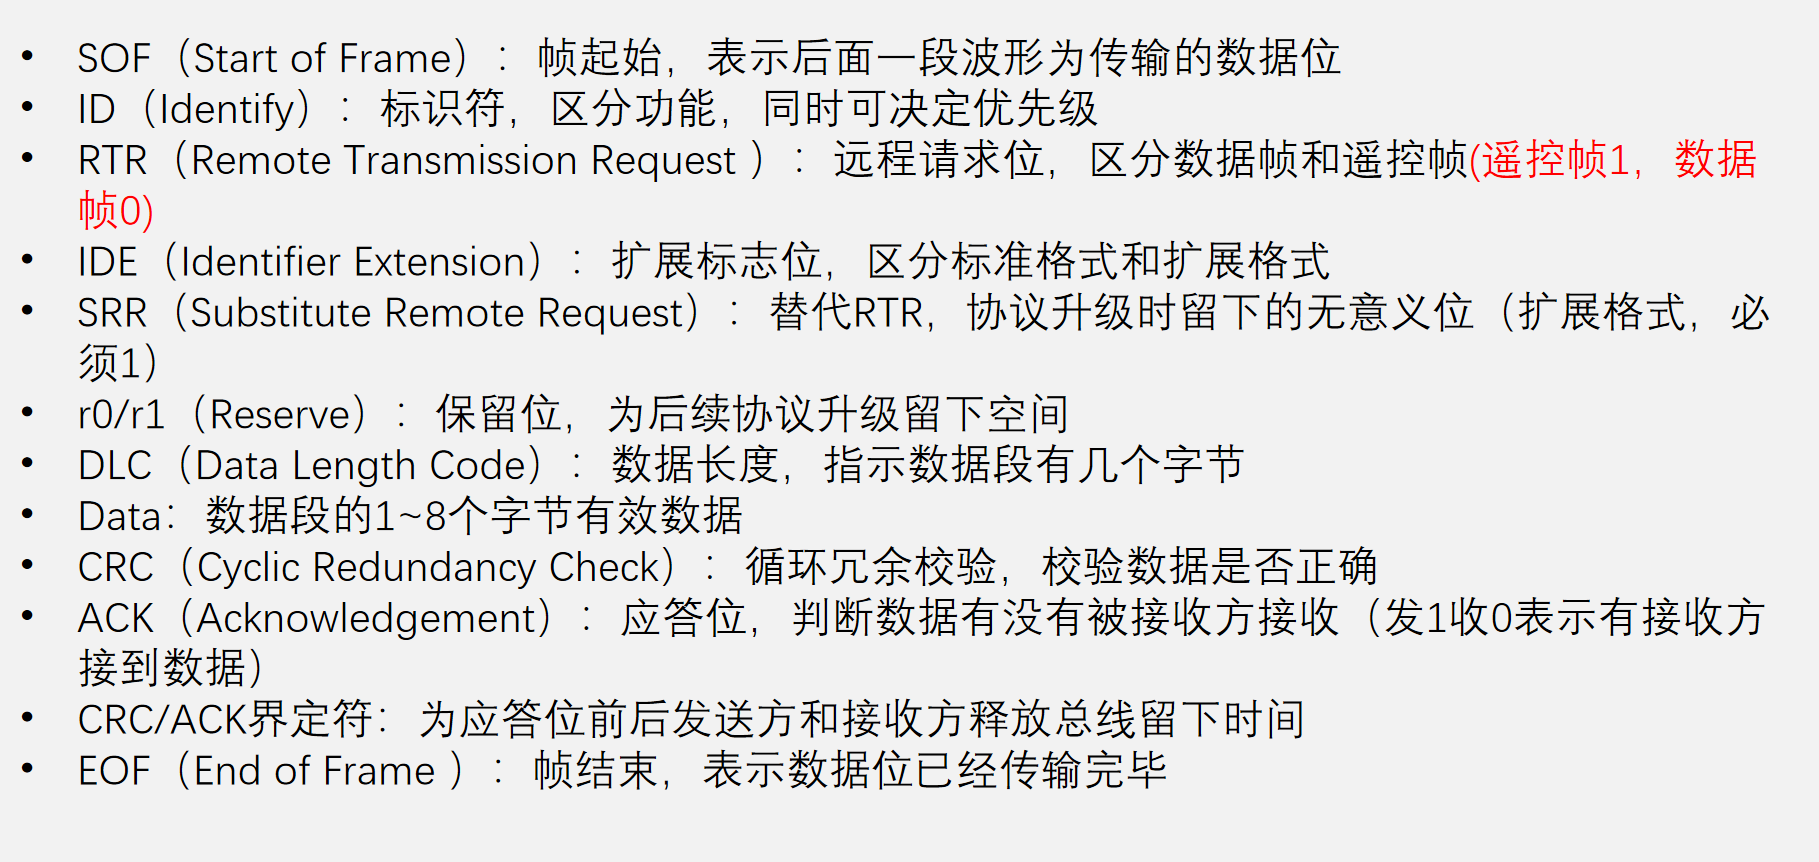 • SOF（Start of Frame）：帧起始，表示后面一段波形为传输的数据位
• ID（Identify）：标识符，区分功能，同时可决定优先级
• RTR（Remote Transmission Request ）：远程请求位，区分数据帧和遥控帧(遥控帧1，数据
帧0)
• IDE（Identifier Extension）：扩展标志位，区分标准格式和扩展格式
• SRR（Substitute Remote Request）：替代RTR，协议升级时留下的无意义位（扩展格式，必
须1）
• r0/r1（Reserve）：保留位，为后续协议升级留下空间
• DLC（Data Length Code）：数据长度，指示数据段有几个字节
• Data：数据段的1~8个字节有效数据
• CRC（Cyclic Redundancy Check）：循环冗余校验，校验数据是否正确
• ACK（Acknowledgement）：应答位，判断数据有没有被接收方接收（发1收0表示有接收方
接到数据）
• CRC/ACK界定符：为应答位前后发送方和接收方释放总线留下时间
• EOF（End of Frame ）：帧结束，表示数据位已经传输完毕